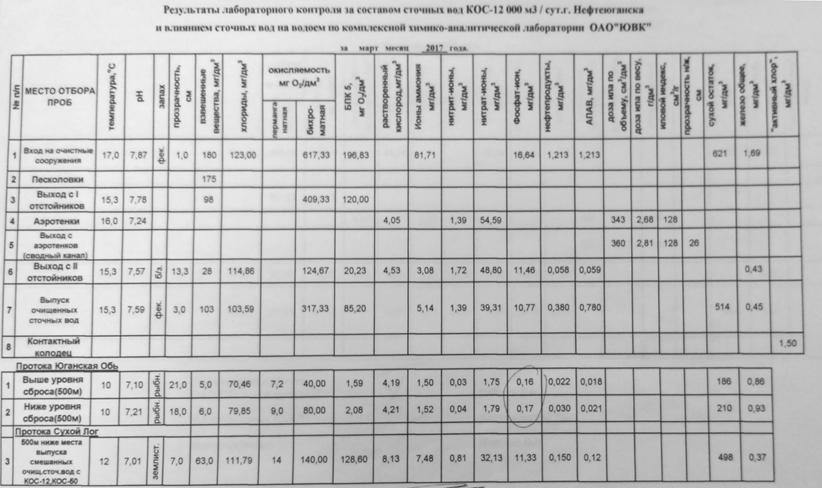 Результаты лабораторного контроля за составом сточных вод КОС-12 000 м3 / сут.г. Нефтеюганска
и влиянием сточных вод на водоем по комплексной химико-аналитической лаборатории ОАО"ЮВК"
за март месяц 2017 года.
№ п/п МЕСТО ОТБОРА ПРОБ температура,°С pH запах прозрачность, см взвешенные вещества, мг/дм³ хлориды, мг/дм³ окисляемость мг О₂/дм³ перманганатная бихроматная БПК 5, мг О₂/дм³ растворенный кислород,мг/дм³ Ионы аммония мг/дм³ нитрит-ионы, мг/дм³ нитрат-ионы, мг/дм³ Фосфат-ион, мг/дм³ нефтепродукты, мг/дм³ АПАВ, мг/дм³ доза ила по объему, см³/дм³ доза ила по весу, г/дм³ иловой индекс, см³/г прозрачность н/ж, см сухой остаток, мг/дм³ железо общее, мг/дм³ "активный хлор", мг/дм³
1 Вход на очистные сооружения 17,0 7,87 фек. 1,0 180 123,00 617,33 196,83 81,71 16,64 1,213 1,213 621 1,69
2 Песколовки 175
3 Выход с I отстойников 15,3 7,78 98 409,33 120,00
4 Аэротенки 16,0 7,24 4,05 1,39 54,59 343 2,68 128
5 Выход с аэротенков (сводный канал) 360 2,81 128 26
6 Выход с II отстойников 15,3 7,57 б/з. 13,3 28 114,86 124,67 20,23 4,53 3,08 1,72 48,80 11,46 0,058 0,059 0,43
7 Выпуск очищенных сточных вод 15,3 7,59 фек. 3,0 103 103,59 317,33 85,20 5,14 1,39 39,31 10,77 0,380 0,780 514 0,45
8 Контактный колодец 1,50
Протока Юганская Обь
1 Выше уровня сброса(500м) 10 7,10 рыбн. 21,0 5,0 70,46 7,2 40,00 1,59 4,19 1,50 0,03 1,75 0,16 0,022 0,018 186 0,86
2 Ниже уровня сброса(500м) 10 7,21 рыбн. 18,0 6,0 79,85 9,0 80,00 2,08 4,21 1,52 0,04 1,79 0,17 0,030 0,021 210 0,93
Протока Сухой Лог
3 500м ниже места выпуска смешанных очищ.сточ.вод с КОС-12,КОС-50 12 7,01 землист. 7,0 63,0 111,79 14 140,00 128,60 8,13 7,48 0,81 32,13 11,33 0,150 0,12 498 0,37